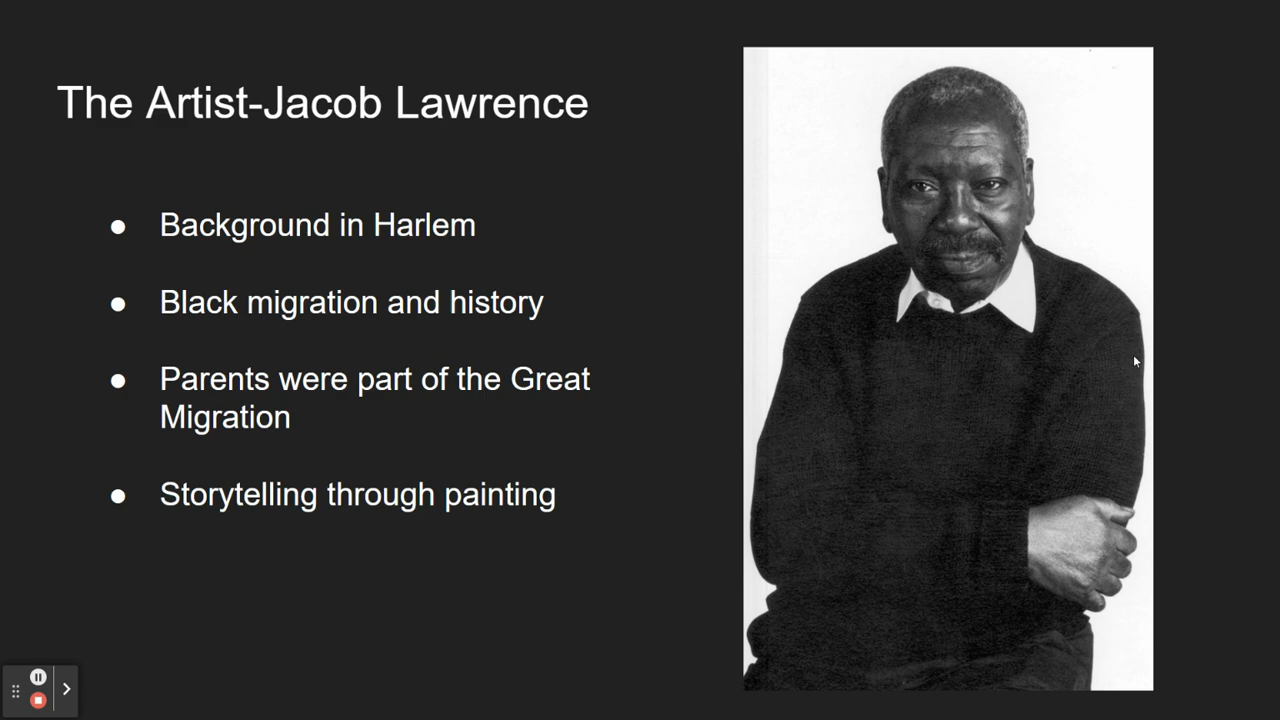 The Artist-Jacob Lawrence
● Background in Harlem
● Black migration and history
● Parents were part of the Great
Migration
● Storytelling through painting